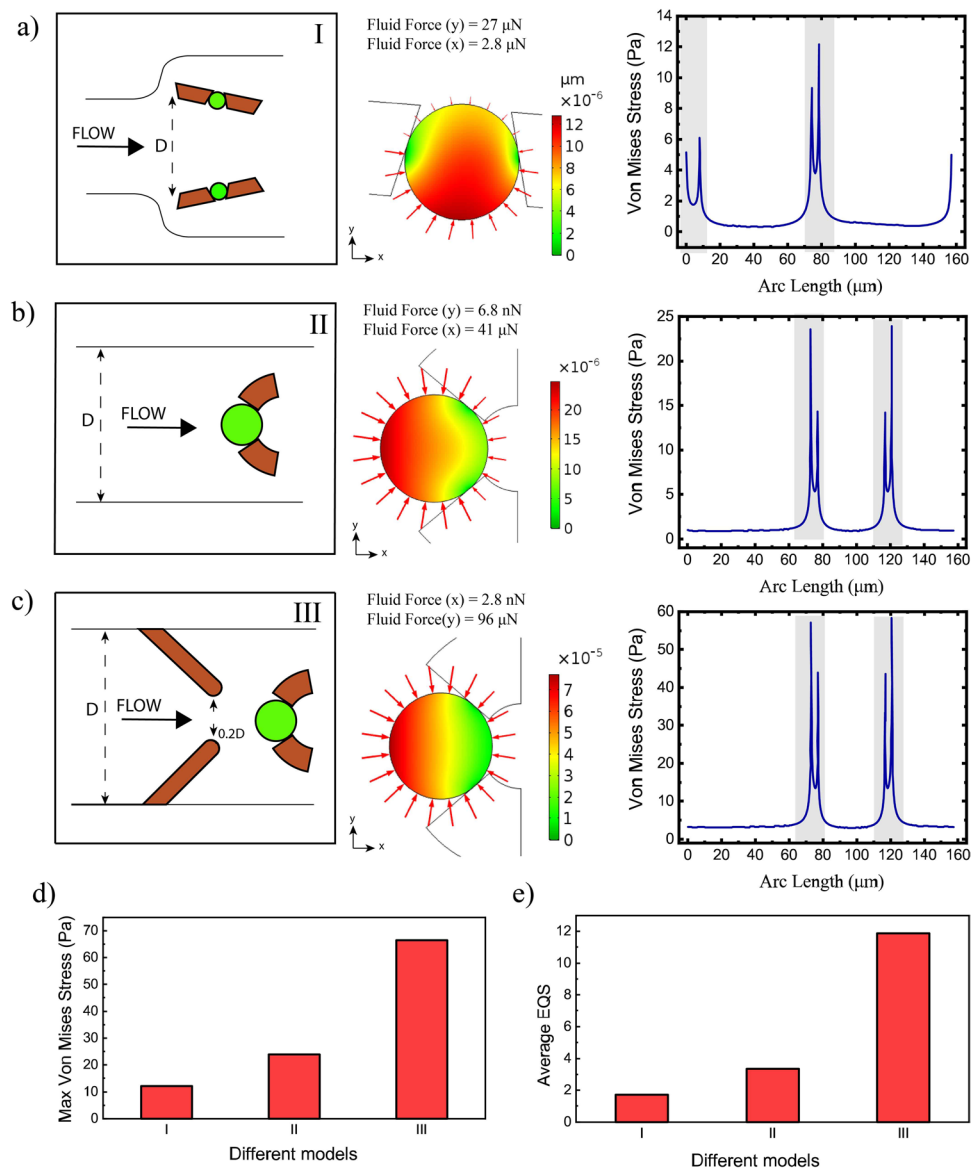 a)
I
FLOW
D
Fluid Force (y) = 27 μN
Fluid Force (x) = 2.8 μN
μm
×10⁻⁶
12
10
8
6
4
2
0
y
x
Von Mises Stress (Pa)
14
12
10
8
6
4
2
0
0 20 40 60 80 100 120 140 160
Arc Length (μm)
b)
II
D
FLOW
Fluid Force (y) = 6.8 nN
Fluid Force (x) = 41 μN
×10⁻⁶
20
15
10
5
0
y
x
Von Mises Stress (Pa)
25
20
15
10
5
0
0 20 40 60 80 100 120 140 160
Arc Length (μm)
c)
III
D
FLOW
0.2D
Fluid Force (x) = 2.8 nN
Fluid Force(y) = 96 μN
×10⁻⁵
7
6
5
4
3
2
1
0
y
x
Von Mises Stress (Pa)
60
50
40
30
20
10
0
0 20 40 60 80 100 120 140 160
Arc Length (μm)
d)
Max Von Mises Stress (Pa)
70
60
50
40
30
20
10
0
I II III
Different models
e)
Average EQS
12
10
8
6
4
2
0
I II III
Different models